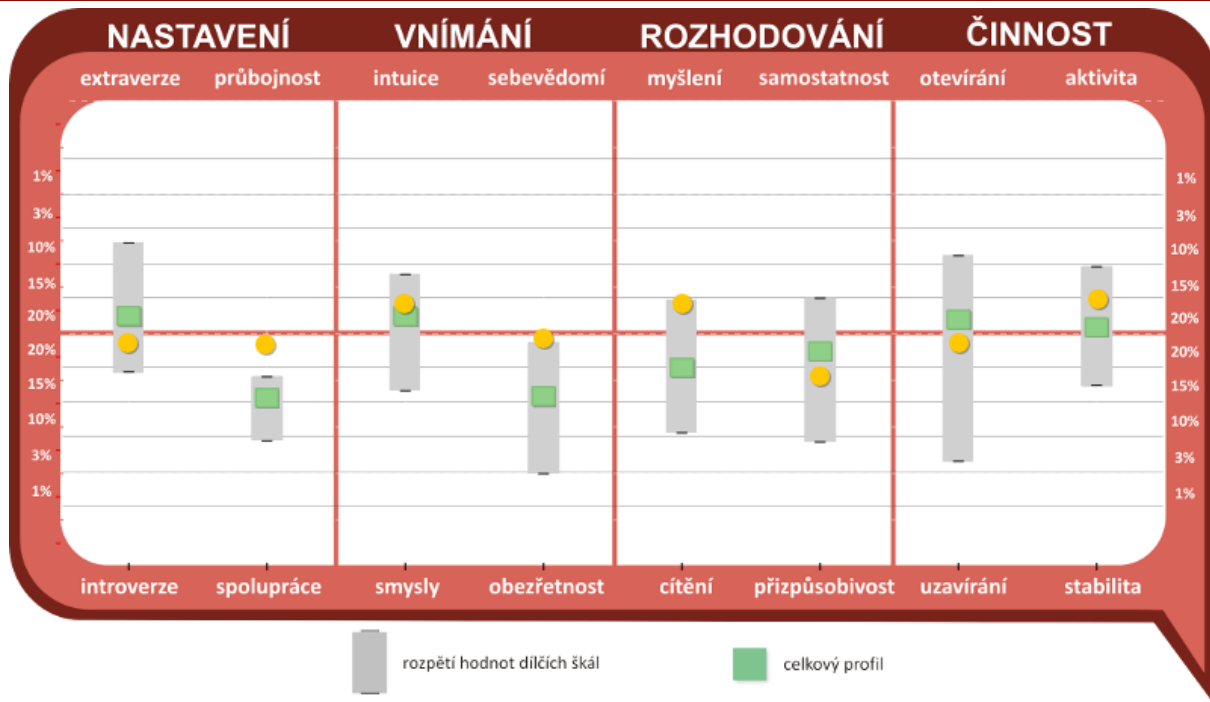 NASTAVENÍ VNÍMÁNÍ ROZHODOVÁNÍ ČINNOST
extraverze průbojnost intuice sebevědomí myšlení samostatnost otevírání aktivita
1% 1%
3% 3%
10% 10%
15% 15%
20% 20%
20% 20%
15% 15%
10% 10%
3% 3%
1% 1%
introverze spolupráce smysly obezřetnost cítění přizpůsobivost uzavírání stabilita
rozpětí hodnot dílčích škál celkový profil